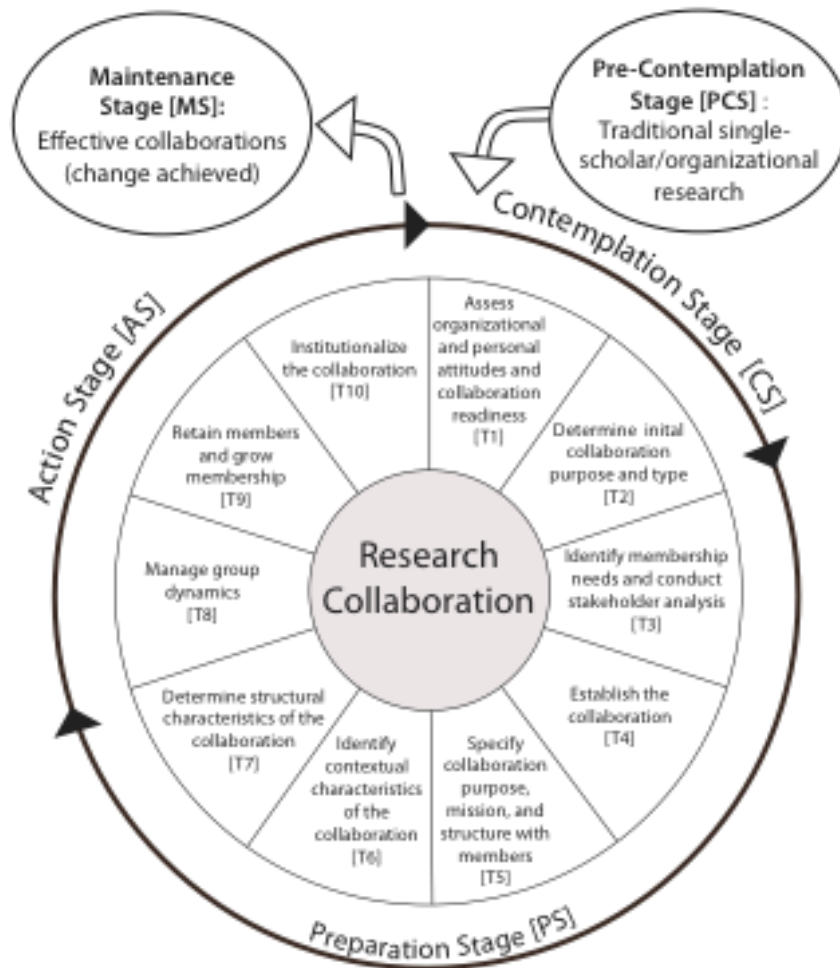 Maintenance
Stage [MS]:
Effective collaborations
(change achieved)
Pre-Contemplation
Stage [PCS] :
Traditional single-
scholar/organizational
research
Contemplation Stage [CS]
Action Stage [AS]
Preparation Stage [PS]
Research
Collaboration
Assess
organizational
and personal
attitudes and
collaboration
readiness
[T1]
Determine inital
collaboration
purpose and type
[T2]
Identify membership
needs and conduct
stakeholder analysis
[T3]
Establish the
collaboration
[T4]
Specify
collaboration
purpose,
mission, and
structure with
members
[T5]
Identify
contextual
characteristics
of the
collaboration
[T6]
Determine structural
characteristics of the
collaboration
[T7]
Manage group
dynamics
[T8]
Retain members
and grow
membership
[T9]
Institutionalize
the collaboration
[T10]